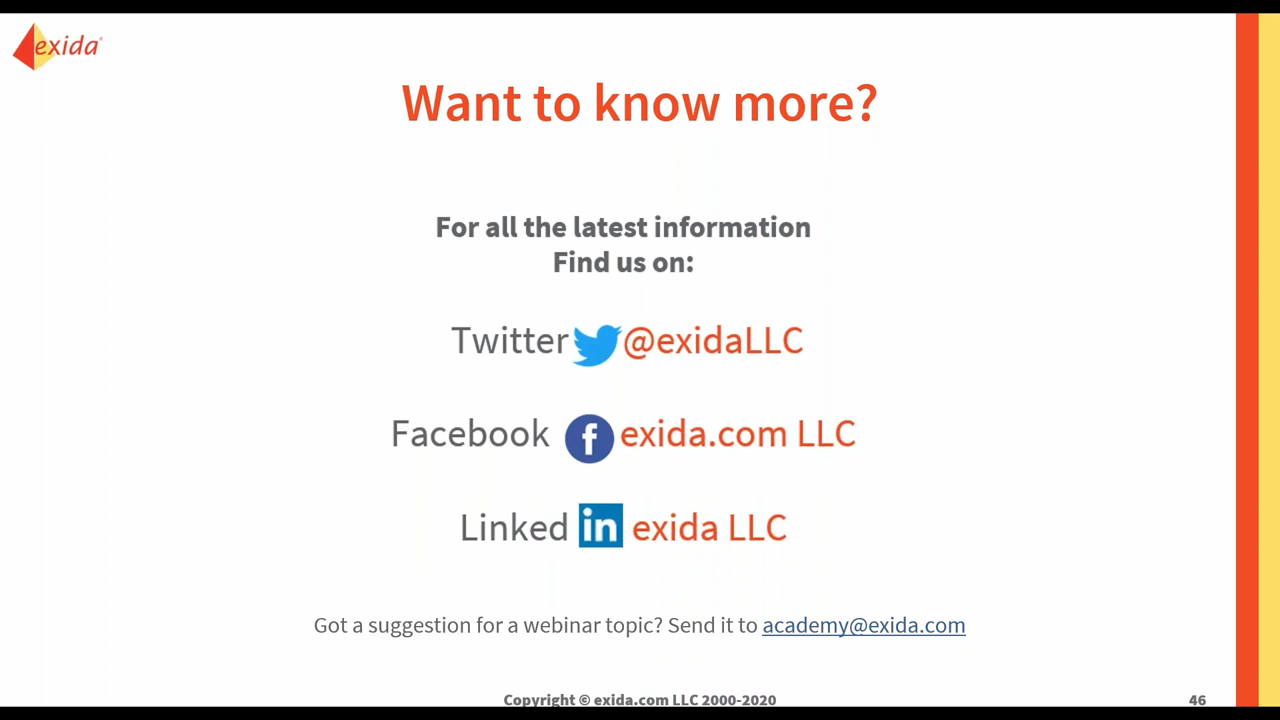 exida®
Want to know more?
For all the latest information
Find us on:
Twitter @exidaLLC
Facebook f exida.com LLC
Linked in exida LLC
Got a suggestion for a webinar topic? Send it to academy@exida.com
Copyright © exida.com LLC 2000-2020
46